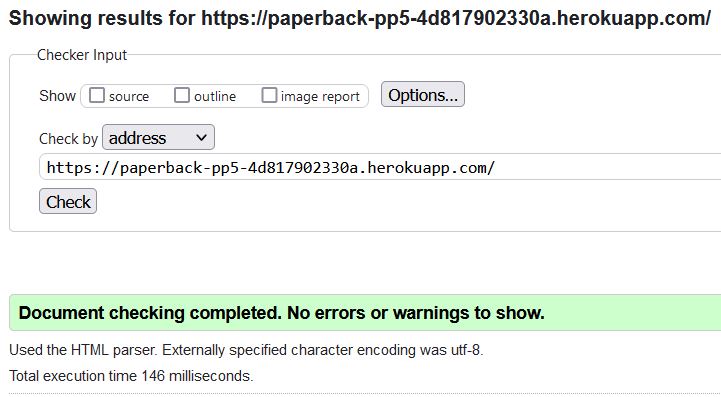 Showing results for https://paperback-pp5-4d817902330a.herokuapp.com/
Checker Input
Show source outline image report Options...
Check by address
https://paperback-pp5-4d817902330a.herokuapp.com/
Check
Document checking completed. No errors or warnings to show.
Used the HTML parser. Externally specified character encoding was utf-8.
Total execution time 146 milliseconds.